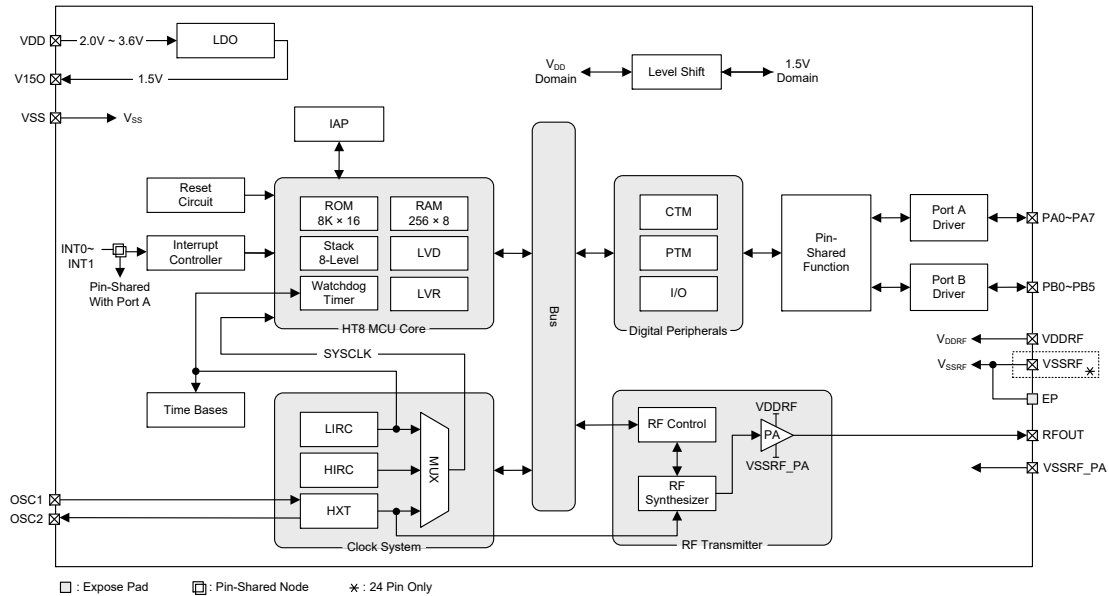 VDD
2.0V ~ 3.6V
LDO
V15O
1.5V
VSS
VSS
VDD
Domain
Level Shift
1.5V
Domain
IAP
Reset
Circuit
INT0~
INT1
Pin-Shared
With Port A
Interrupt
Controller
ROM
8K × 16
RAM
256 × 8
Stack
8-Level
LVD
Watchdog
Timer
LVR
HT8 MCU Core
SYSCLK
Time Bases
LIRC
HIRC
HXT
MUX
Clock System
OSC1
OSC2
Bus
CTM
PTM
I/O
Digital Peripherals
Pin-
Shared
Function
Port A
Driver
PA0~PA7
Port B
Driver
PB0~PB5
VDDRF
VDDRF
VSSRF
VSSRF
EP
RF Control
RF
Synthesizer
VDDRF
PA
VSSRF_PA
RF Transmitter
RFOUT
VSSRF_PA
: Expose Pad
: Pin-Shared Node
: 24 Pin Only